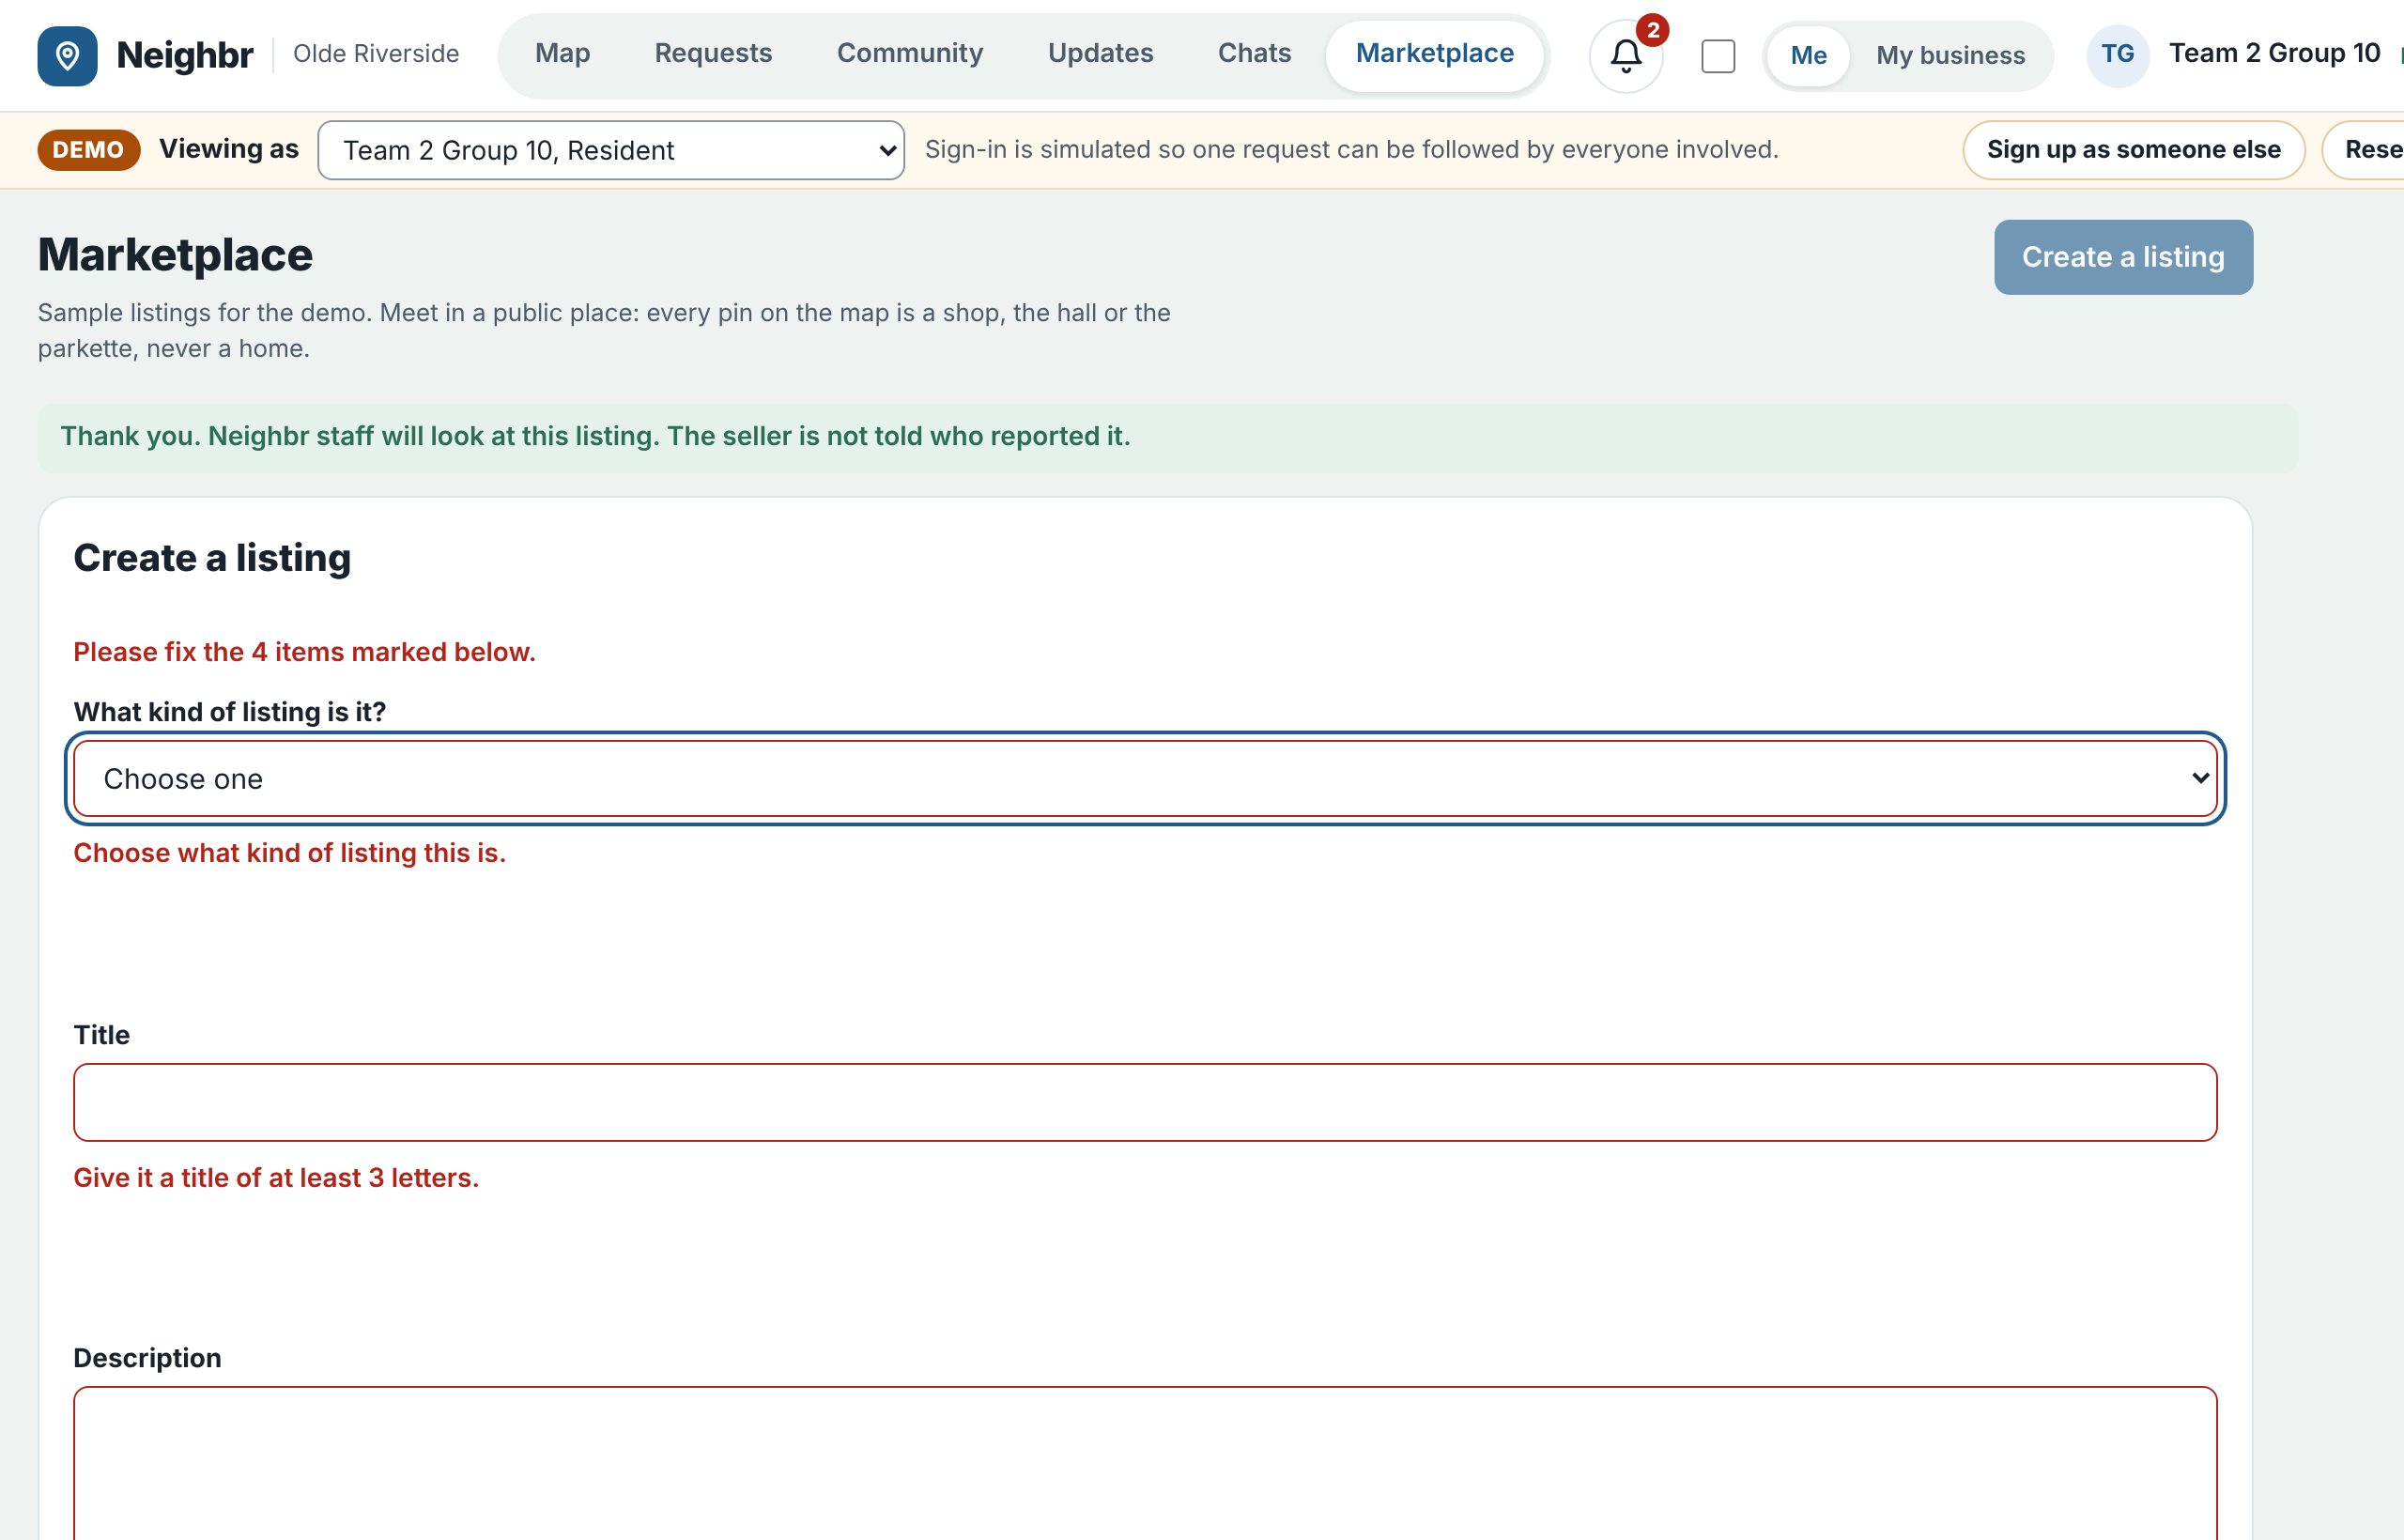 Neighbr
Olde Riverside
Map
Requests
Community
Updates
Chats
Marketplace
2
Me
My business
TG
Team 2 Group 10
DEMO
Viewing as
Team 2 Group 10, Resident
Sign-in is simulated so one request can be followed by everyone involved.
Sign up as someone else
Rese
Marketplace
Create a listing
Sample listings for the demo. Meet in a public place: every pin on the map is a shop, the hall or the
parkette, never a home.
Thank you. Neighbr staff will look at this listing. The seller is not told who reported it.
Create a listing
Please fix the 4 items marked below.
What kind of listing is it?
Choose one
Choose what kind of listing this is.
Title
Give it a title of at least 3 letters.
Description